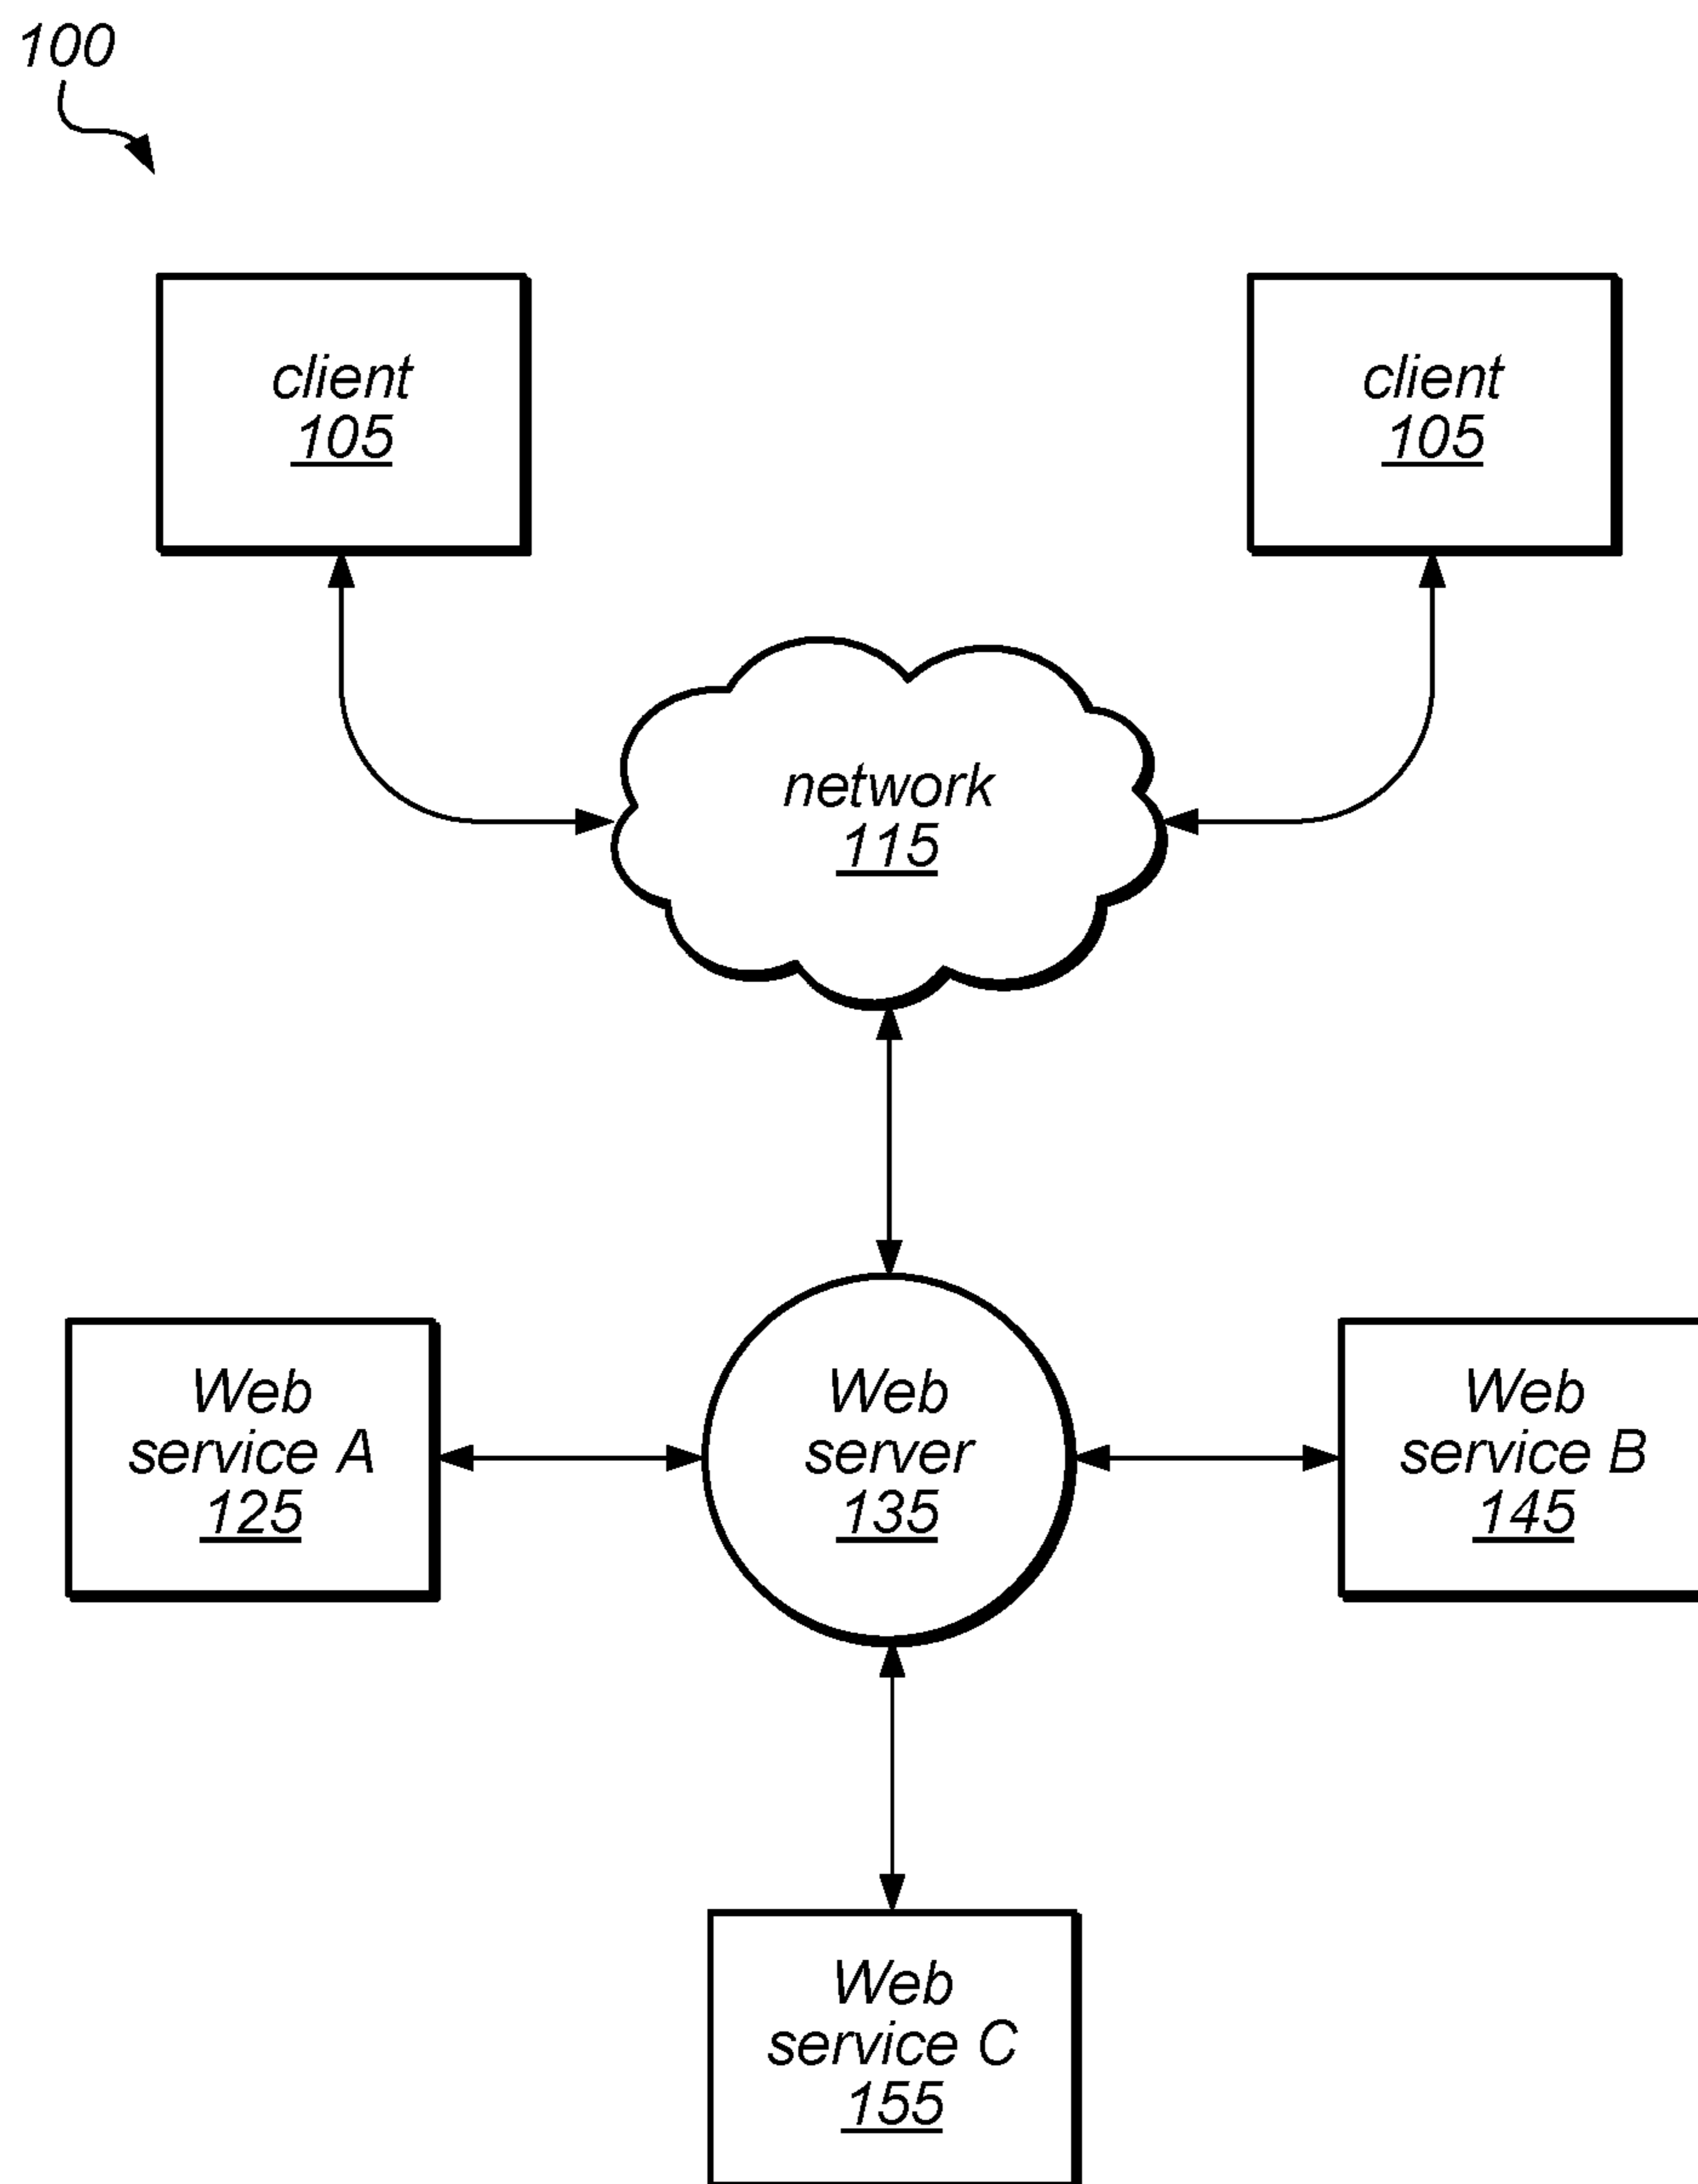 100
client
105
client
105
network
115
Web
service A
125
Web
server
135
Web
service B
145
Web
service C
155